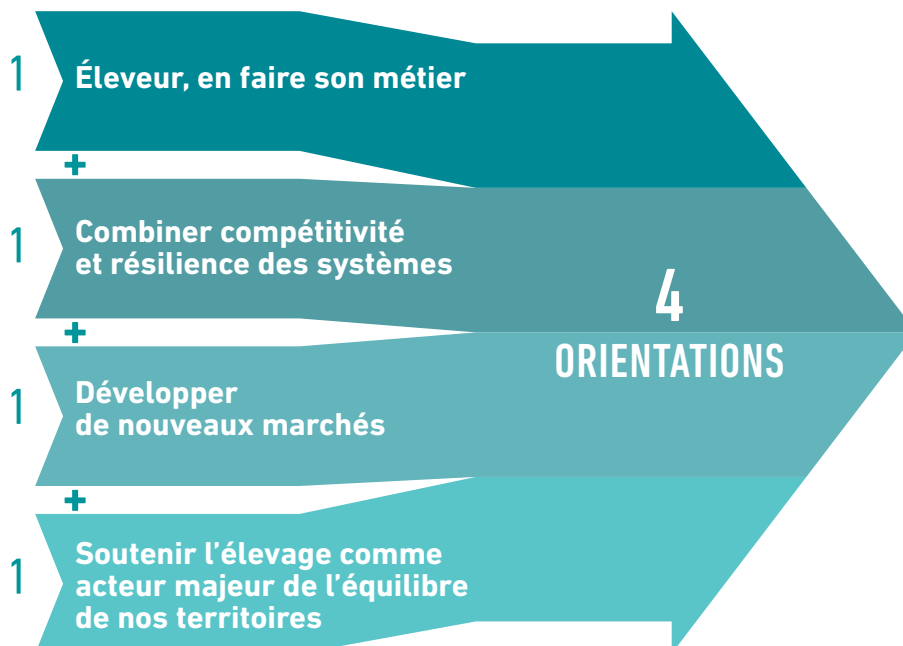 1
Éleveur, en faire son métier
+
1
Combiner compétitivité
et résilience des systèmes
+
1
Développer
de nouveaux marchés
+
1
Soutenir l’élevage comme
acteur majeur de l’équilibre
de nos territoires
4
ORIENTATIONS